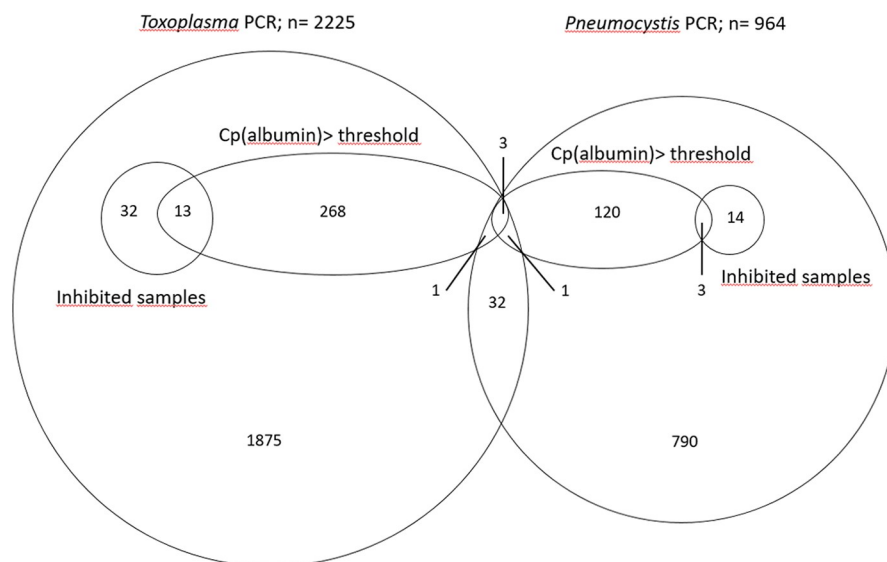 Toxoplasma PCR; n= 2225
Pneumocystis PCR; n= 964
Cp(albumin)> threshold
3
Cp(albumin)> threshold
32
13
268
120
14
Inhibited samples
1
32
1
3
Inhibited samples
1875
790